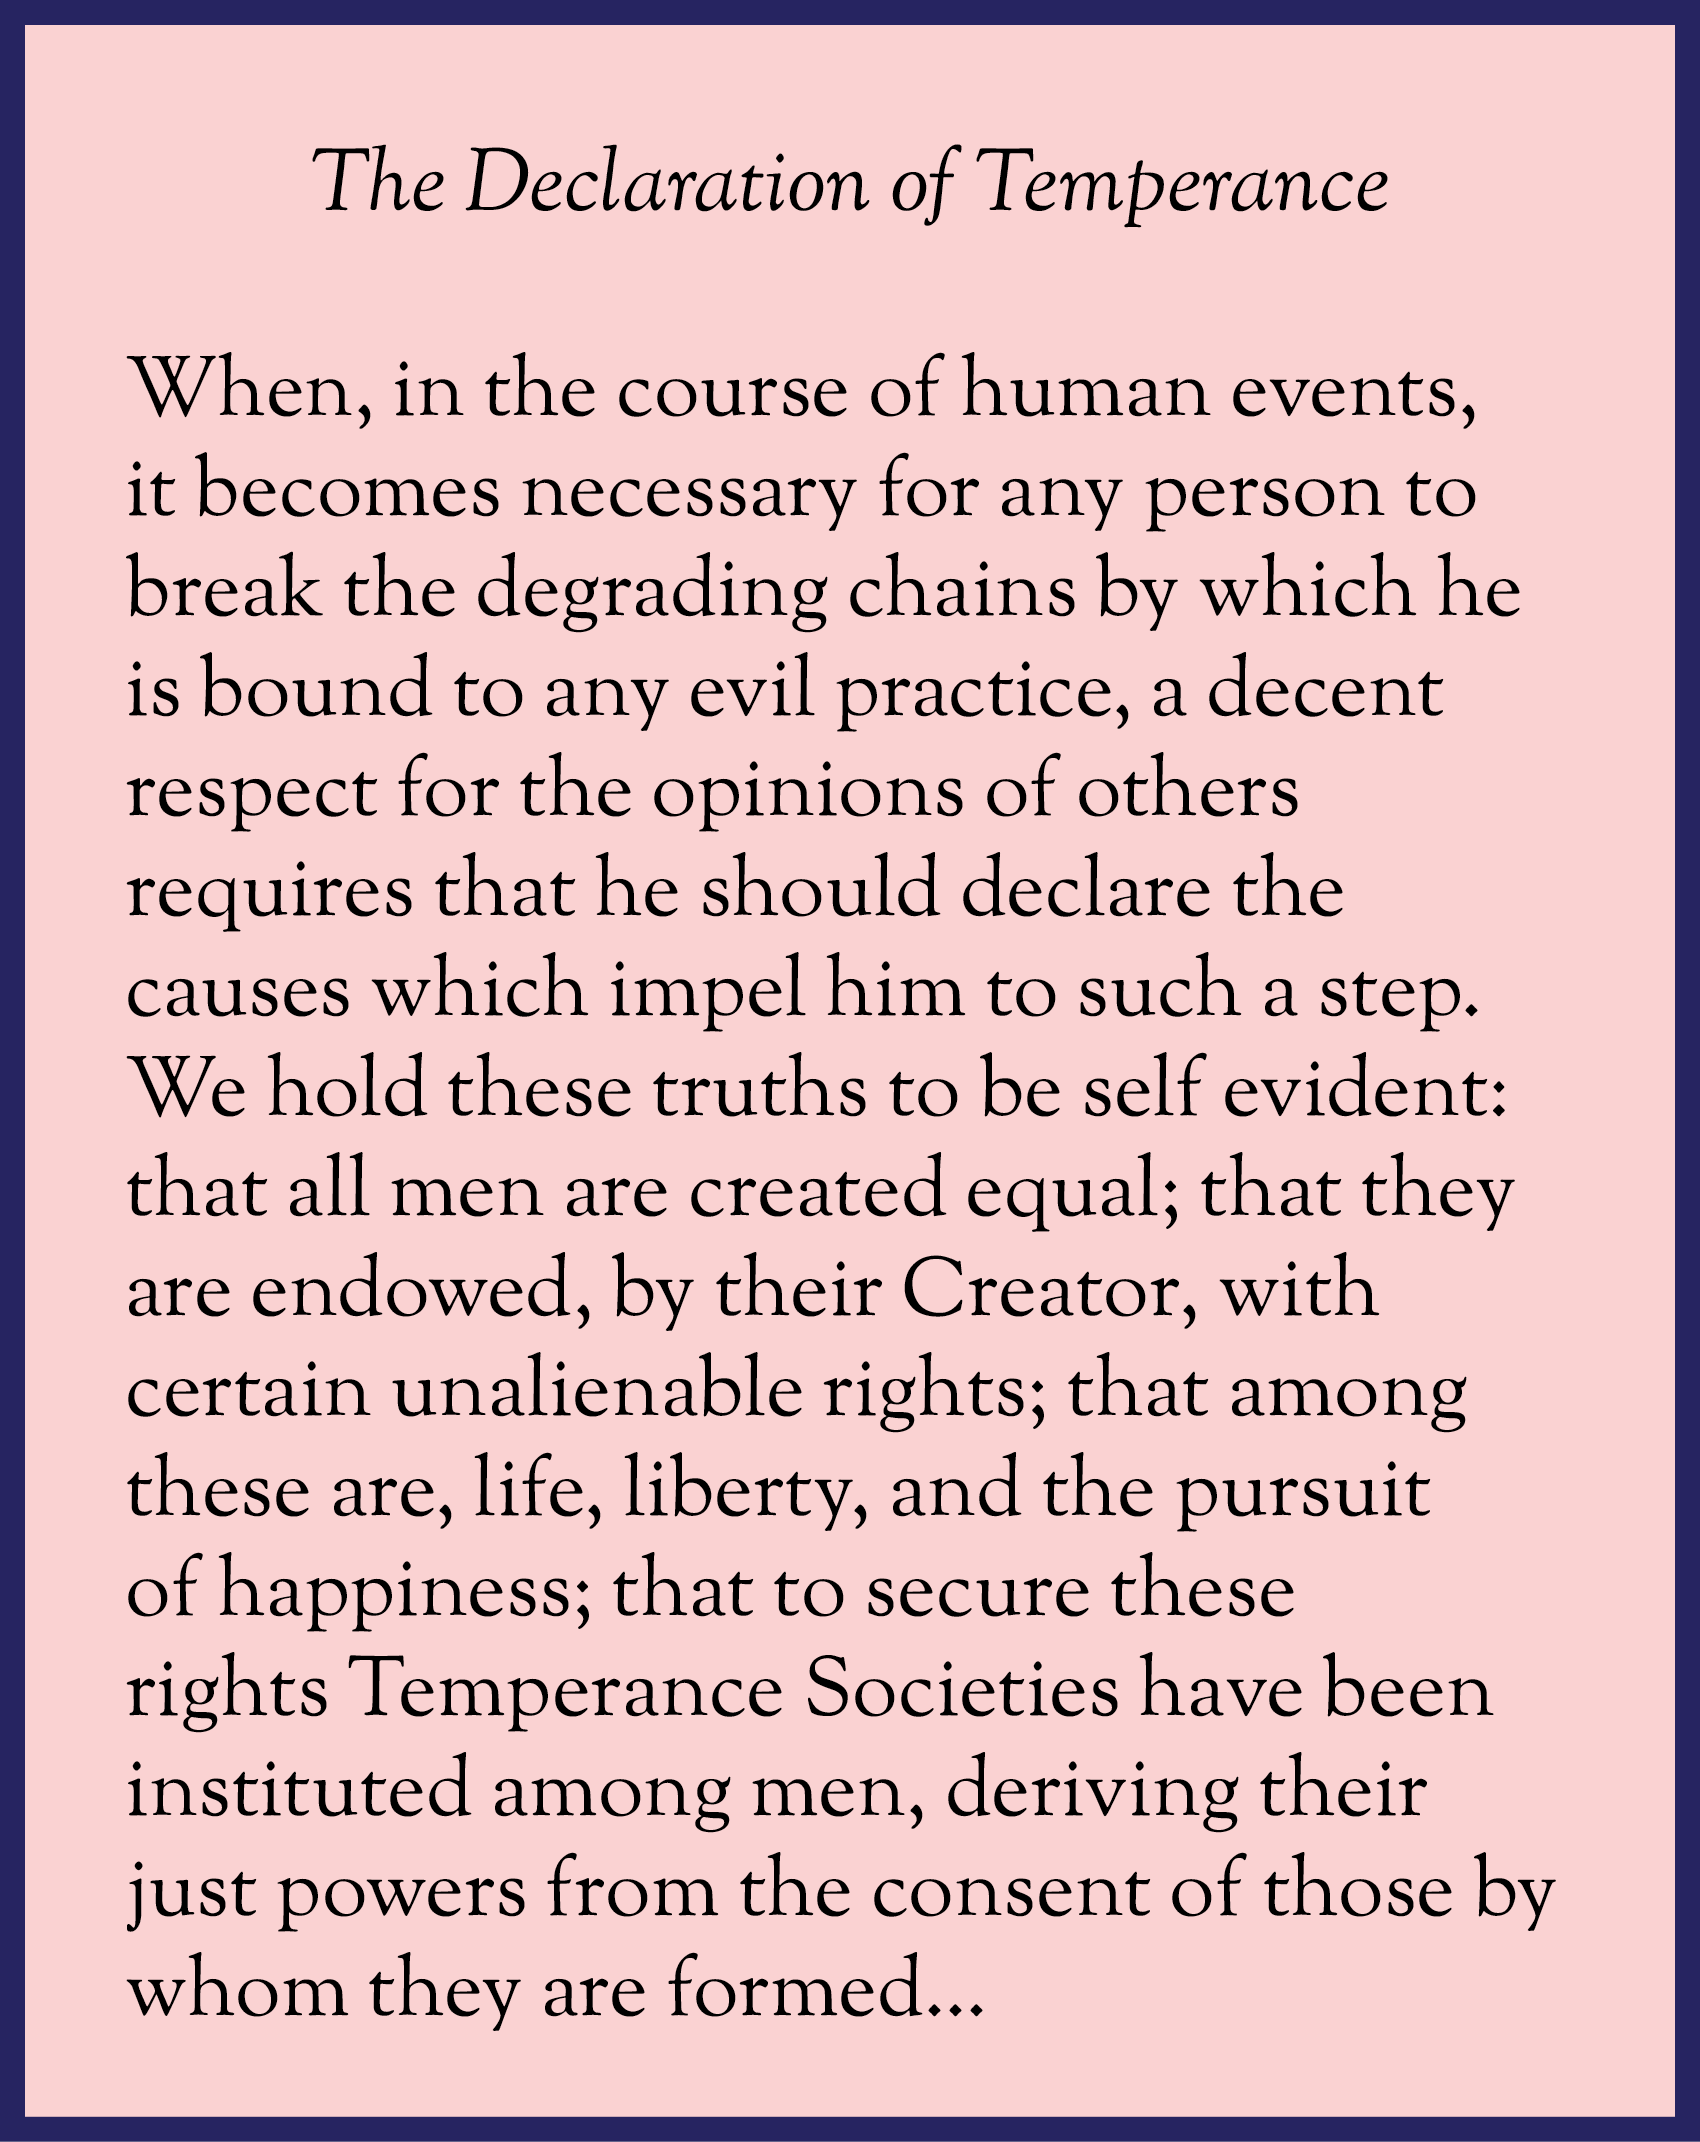 The Declaration of Temperance
When, in the course of human events,
it becomes necessary for any person to
break the degrading chains by which he
is bound to any evil practice, a decent
respect for the opinions of others
requires that he should declare the
causes which impel him to such a step.
We hold these truths to be self evident:
that all men are created equal; that they
are endowed, by their Creator, with
certain unalienable rights; that among
these are, life, liberty, and the pursuit
of happiness; that to secure these
rights Temperance Societies have been
instituted among men, deriving their
just powers from the consent of those by
whom they are formed...